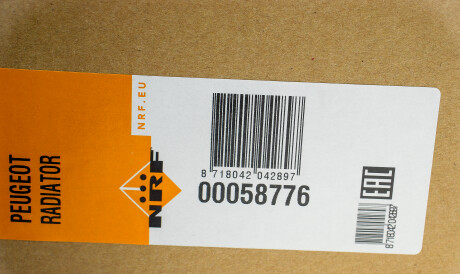 PEUGEOT
RADIATOR
NRF.EU
NRF
8 718042 042897
00058776
EAC
8718042042897